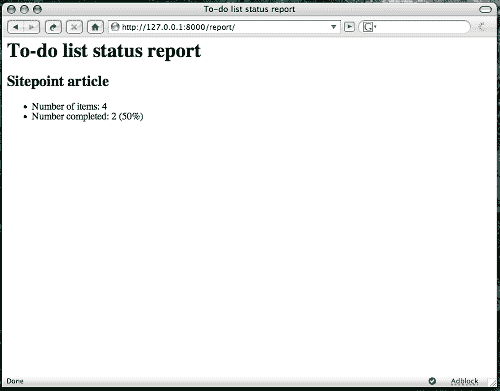 To-do list status report
http://127.0.0.1:8000/report/
To-do list status report
Sitepoint article
Number of items: 4
Number completed: 2 (50%)
Done
Adblock